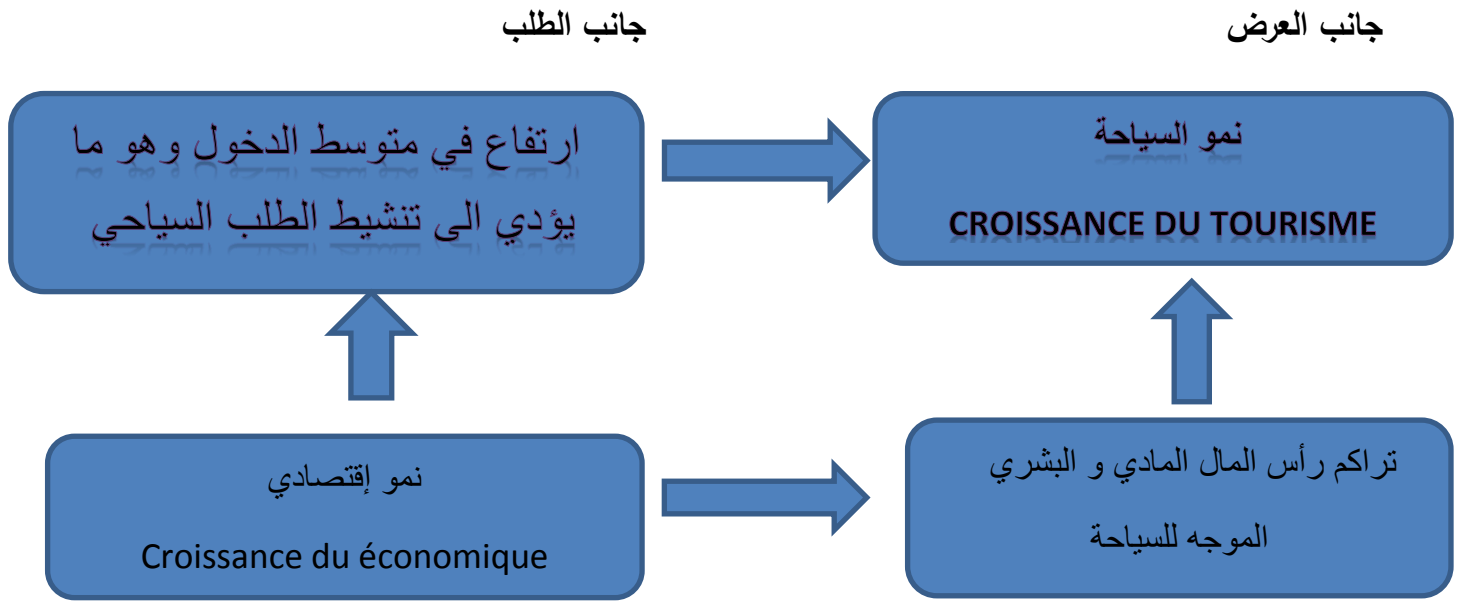 جانب العرض
جانب الطلب
نمو السياحة
CROISSANCE DU TOURISME
ارتفاع في متوسط الدخول و هو ما
يؤدي الى تنشيط الطلب السياحي
تراكم رأس المال المادي و البشري
الموجه للسياحة
نمو إقتصادي
Croissance du économique